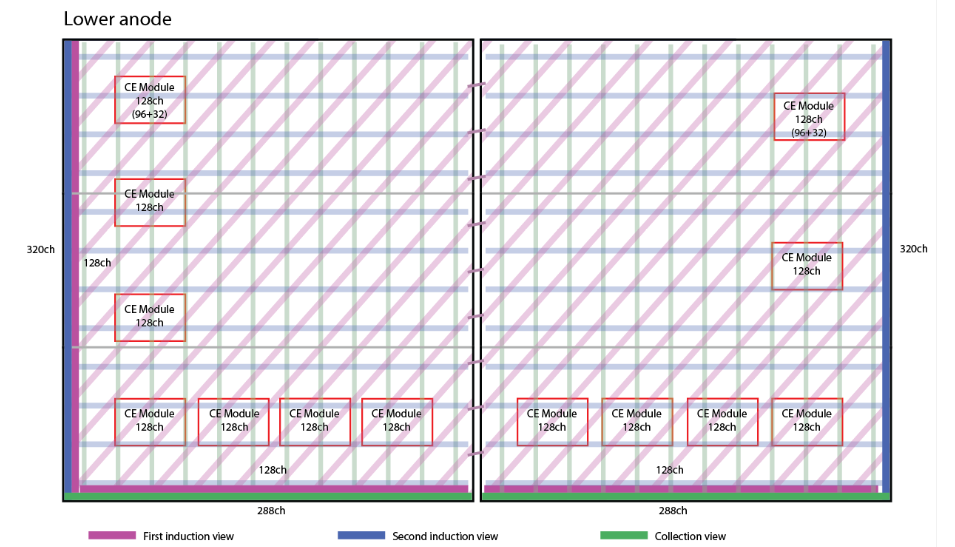 Lower anode
CE Module
128ch
(96+32)
CE Module
128ch
(96+32)
CE Module
128ch
320ch
128ch
CE Module
128ch
320ch
CE Module
128ch
CE Module
128ch
CE Module
128ch
CE Module
128ch
CE Module
128ch
CE Module
128ch
CE Module
128ch
CE Module
128ch
CE Module
128ch
128ch
128ch
288ch
288ch
First induction view
Second induction view
Collection view